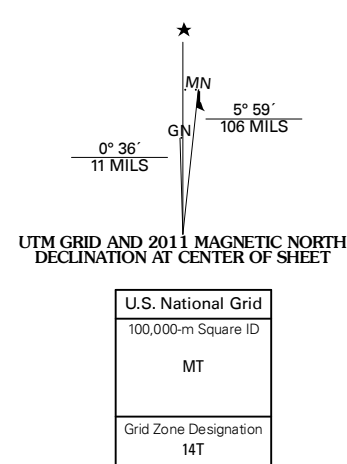 MN
GN
5° 59´
106 MILS
0° 36´
11 MILS
UTM GRID AND 2011 MAGNETIC NORTH
DECLINATION AT CENTER OF SHEET
U.S. National Grid
100,000-m Square ID
MT
Grid Zone Designation
14T